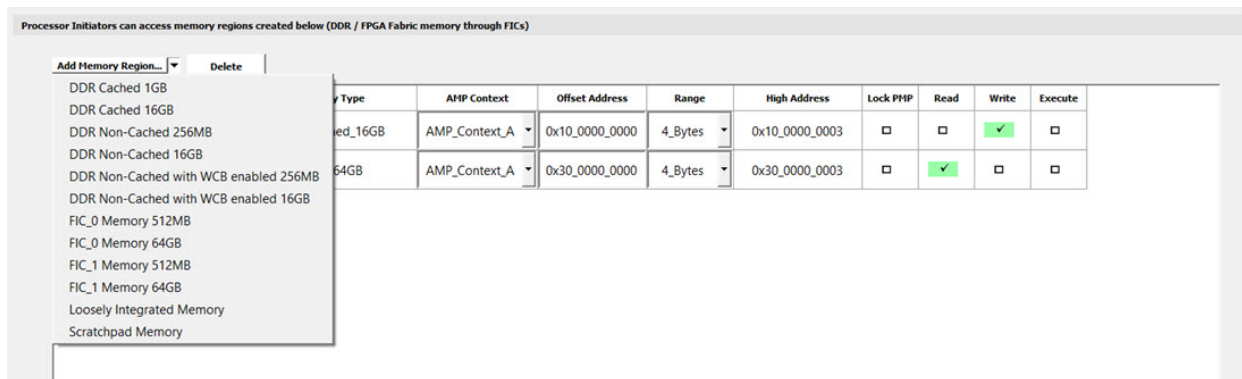 Processor Initiators can access memory regions created below (DDR / FPGA Fabric memory through FICs)
Add Memory Region... Delete
DDR Cached 1GB
DDR Cached 16GB
DDR Non-Cached 256MB
DDR Non-Cached 16GB
DDR Non-Cached with WCB enabled 256MB
DDR Non-Cached with WCB enabled 16GB
FIC_0 Memory 512MB
FIC_0 Memory 64GB
FIC_1 Memory 512MB
FIC_1 Memory 64GB
Loosely Integrated Memory
Scratchpad Memory
Type AMP Context Offset Address Range High Address Lock PMP Read Write Execute
ed_16GB AMP_Context_A 0x10_0000_0000 4_Bytes 0x10_0000_0003
64GB AMP_Context_A 0x30_0000_0000 4_Bytes 0x30_0000_0003